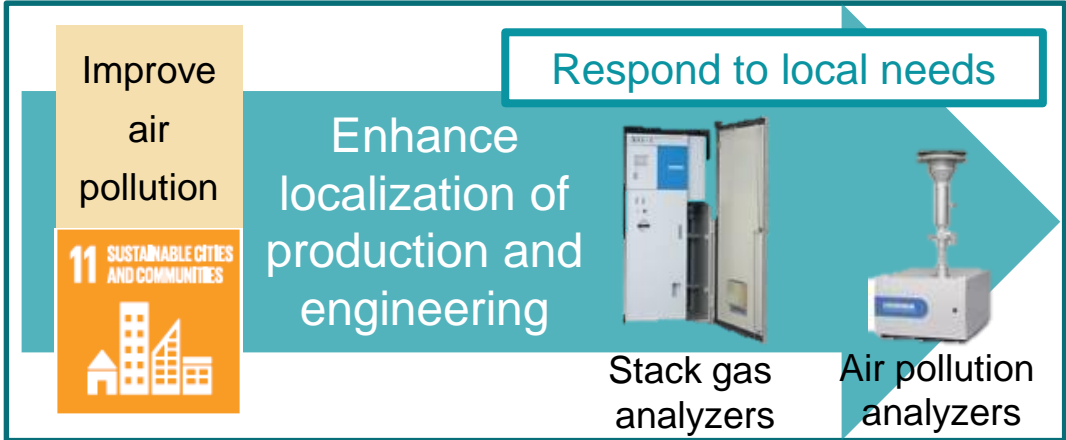 Improve
air
pollution
11 SUSTAINABLE CITIES
AND COMMUNITIES
Enhance
localization of
production and
engineering
Respond to local needs
Stack gas
analyzers
Air pollution
analyzers